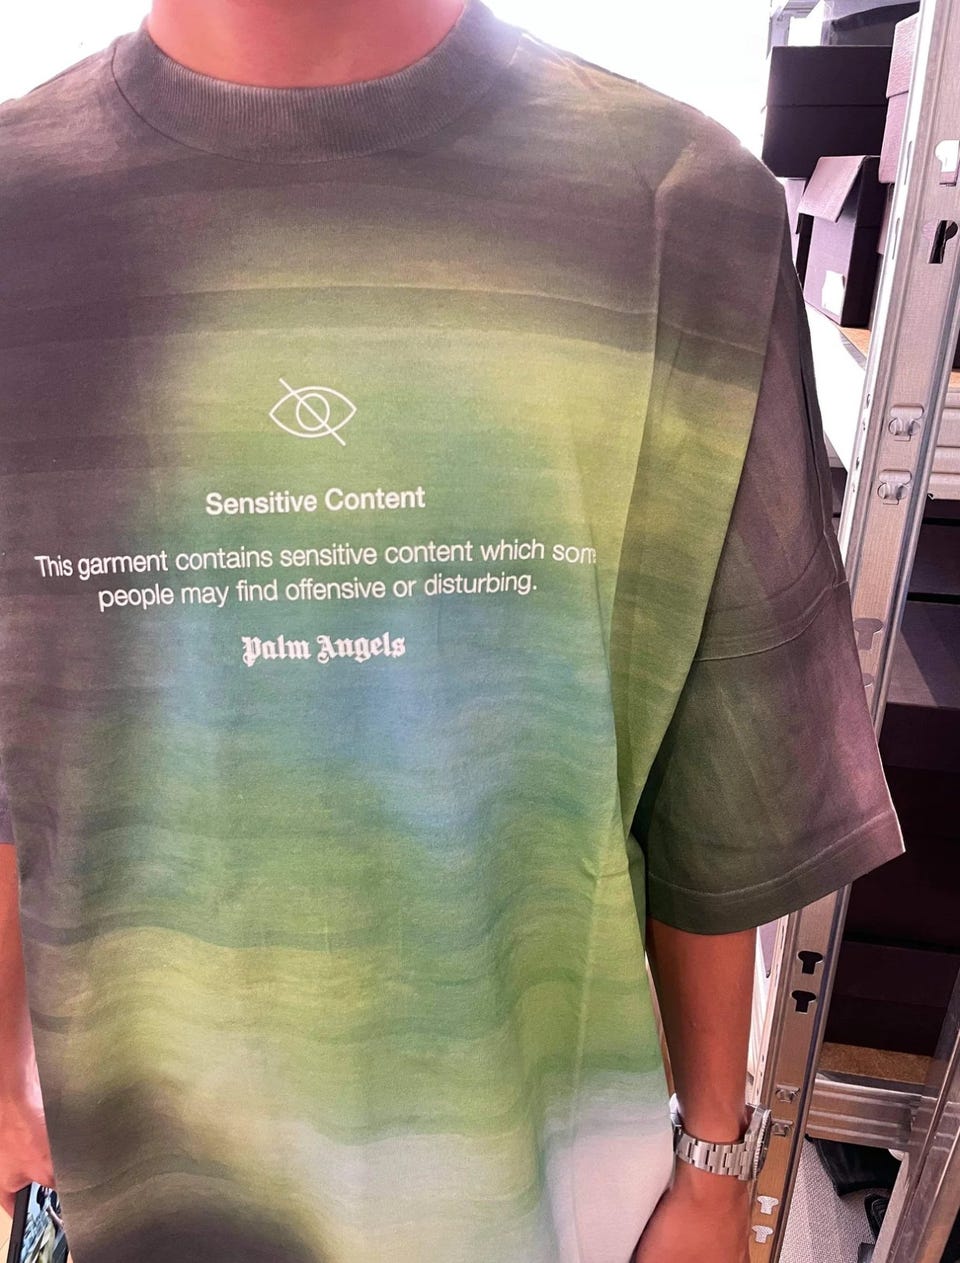 Sensitive Content
This garment contains sensitive content which som
people may find offensive or disturbing.
Palm Angels